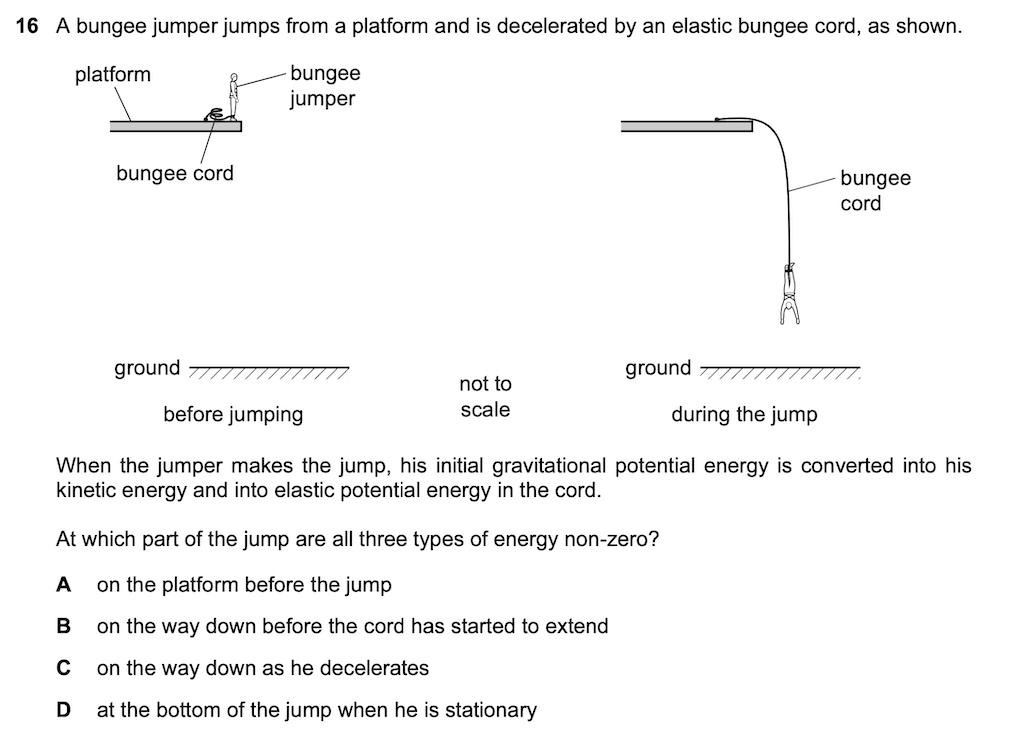 16 A bungee jumper jumps from a platform and is decelerated by an elastic bungee cord, as shown.
platform
bungee
jumper
bungee cord
bungee
cord
ground
ground
not to
scale
before jumping
during the jump
When the jumper makes the jump, his initial gravitational potential energy is converted into his
kinetic energy and into elastic potential energy in the cord.
At which part of the jump are all three types of energy non-zero?
A on the platform before the jump
B on the way down before the cord has started to extend
C on the way down as he decelerates
D at the bottom of the jump when he is stationary